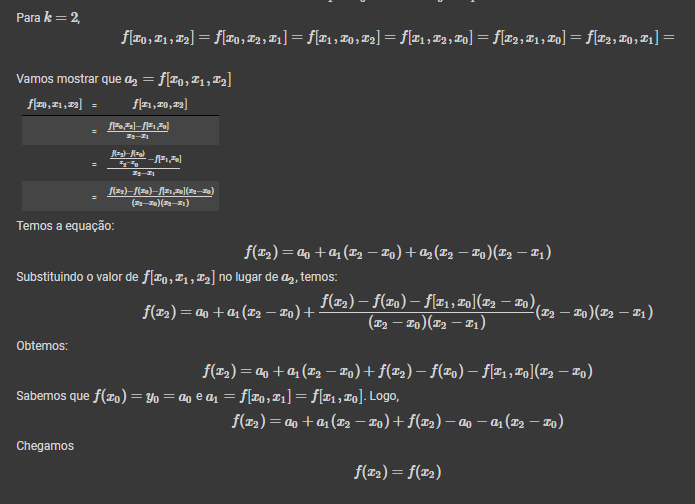 Para k = 2,
f[x₀, x₁, x₂] = f[x₀, x₂, x₁] = f[x₁, x₀, x₂] = f[x₁, x₂, x₀] = f[x₂, x₁, x₀] = f[x₂, x₀, x₁] =
Vamos mostrar que a₂ = f[x₀, x₁, x₂]
f[x₀,x₁,x₂] = f[x₁,x₀,x₂]
= (f[x₀,x₂]−f[x₁,x₀])/(x₂−x₁)
= ((f(x₂)−f(x₀))/(x₂−x₀) − f[x₁,x₀])/(x₂−x₁)
= (f(x₂)−f(x₀)−f[x₁,x₀](x₂−x₀))/((x₂−x₀)(x₂−x₁))
Temos a equação:
f(x₂) = a₀ + a₁(x₂ − x₀) + a₂(x₂ − x₀)(x₂ − x₁)
Substituindo o valor de f[x₀, x₁, x₂] no lugar de a₂, temos:
f(x₂) = a₀ + a₁(x₂ − x₀) + (f(x₂) − f(x₀) − f[x₁, x₀](x₂ − x₀))/((x₂ − x₀)(x₂ − x₁)) (x₂ − x₀)(x₂ − x₁)
Obtemos:
f(x₂) = a₀ + a₁(x₂ − x₀) + f(x₂) − f(x₀) − f[x₁, x₀](x₂ − x₀)
Sabemos que f(x₀) = y₀ = a₀ e a₁ = f[x₀, x₁] = f[x₁, x₀]. Logo,
f(x₂) = a₀ + a₁(x₂ − x₀) + f(x₂) − a₀ − a₁(x₂ − x₀)
Chegamos
f(x₂) = f(x₂)